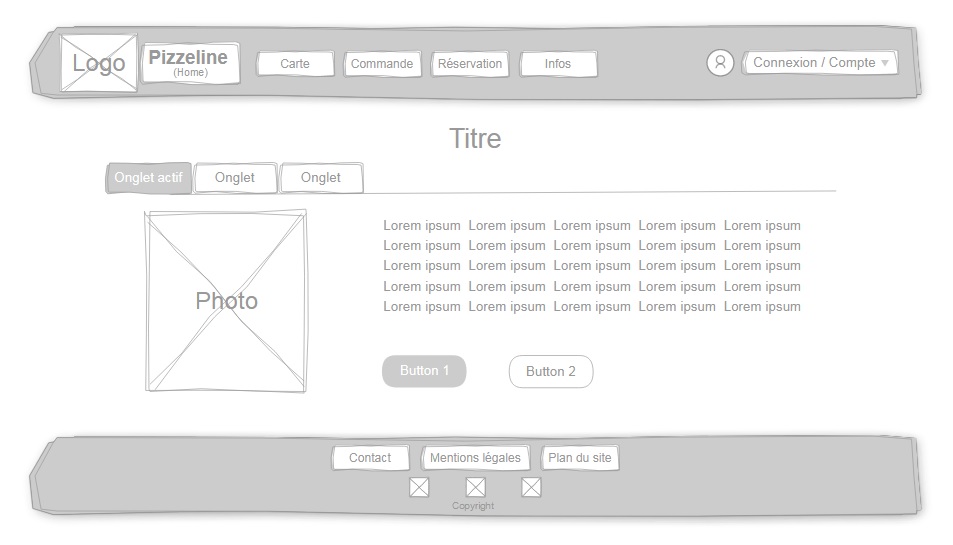 Logo
Pizzeline
(Home)
Carte
Commande
Réservation
Infos
Connexion / Compte
Titre
Onglet actif
Onglet
Onglet
Photo
Lorem ipsum Lorem ipsum Lorem ipsum Lorem ipsum Lorem ipsum
Lorem ipsum Lorem ipsum Lorem ipsum Lorem ipsum Lorem ipsum
Lorem ipsum Lorem ipsum Lorem ipsum Lorem ipsum Lorem ipsum
Lorem ipsum Lorem ipsum Lorem ipsum Lorem ipsum Lorem ipsum
Lorem ipsum Lorem ipsum Lorem ipsum Lorem ipsum Lorem ipsum
Button 1
Button 2
Contact
Mentions légales
Plan du site
Copyright